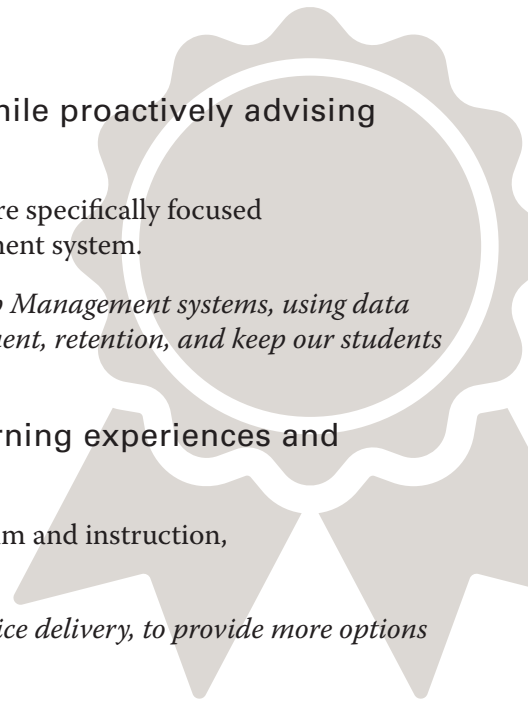 hile proactively advising
re specifically focused
ent system.
p Management systems, using data
ent, retention, and keep our students
rning experiences and
m and instruction,
ice delivery, to provide more options